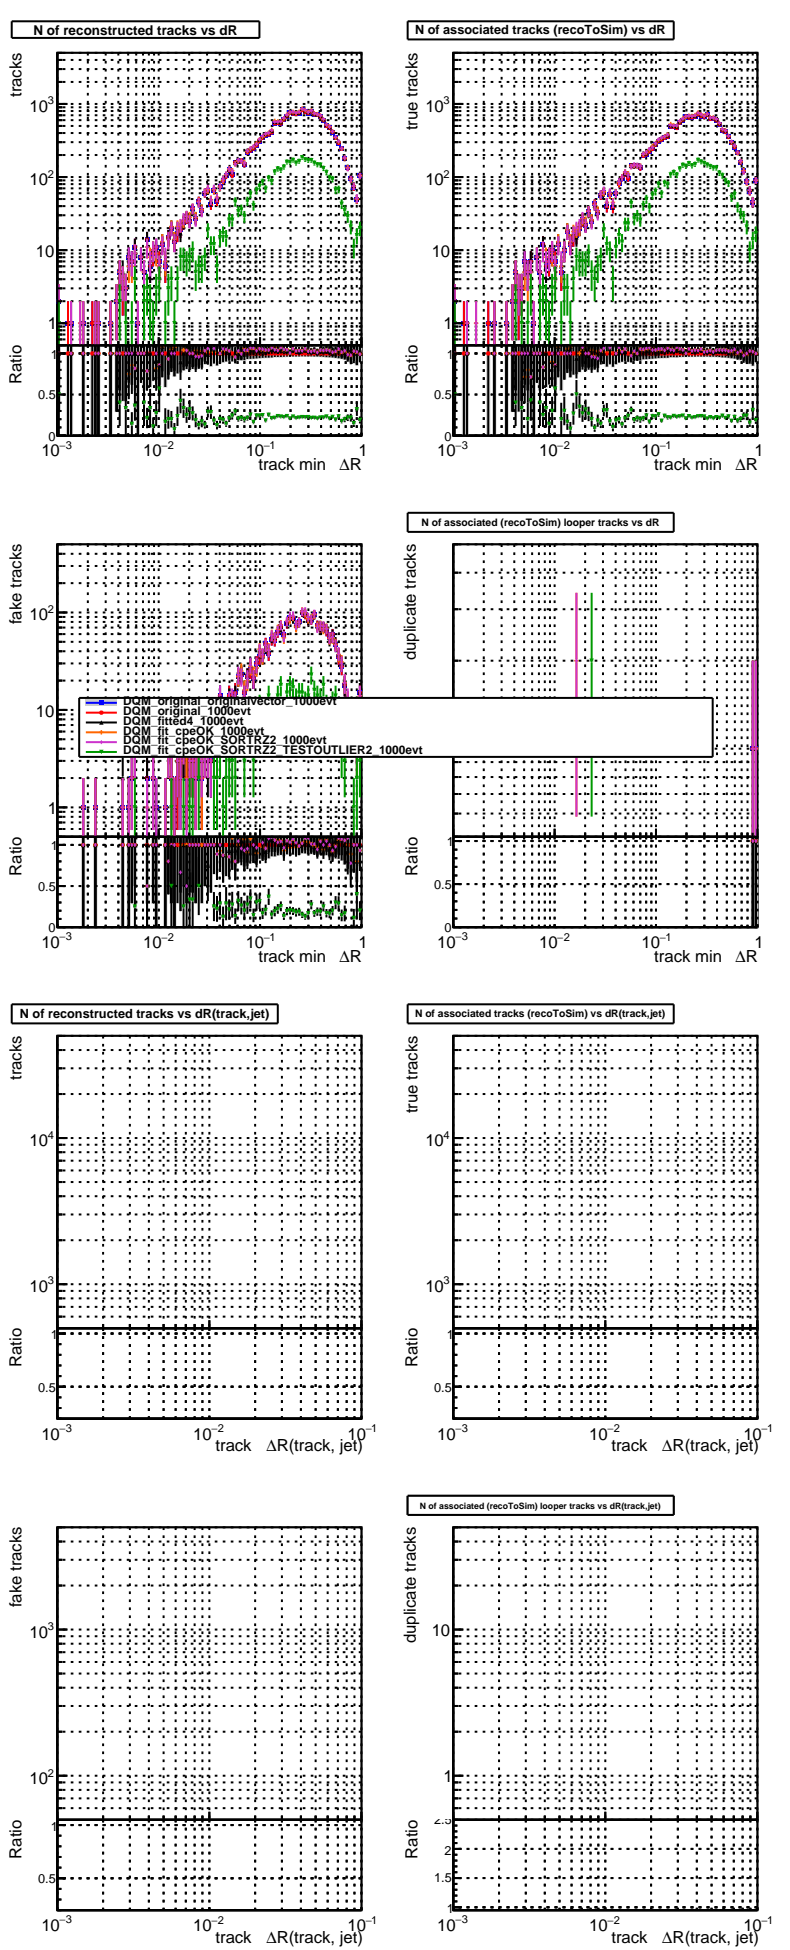 N of reconstructed tracks vs dR
tracks
10³
10²
10
1
Ratio
1
0.5
0
10⁻³ 10⁻² 10⁻¹ 1
track min ΔR
N of associated tracks (recoToSim) vs dR
true tracks
10³
10²
10
1
Ratio
1
0.5
0
10⁻³ 10⁻² 10⁻¹ 1
track min ΔR
fake tracks
10²
10
1
Ratio
1
0.5
0
10⁻³ 10⁻² 10⁻¹ 1
track min ΔR
N of associated (recoToSim) looper tracks vs dR
duplicate tracks
Ratio
1
0.5
0
10⁻³ 10⁻² 10⁻¹ 1
track min ΔR
DQM_original_originalvector_1000evt
DQM_original_1000evt
DQM_fitted4_1000evt
DQM_fit_cpeOK_1000evt
DQM_fit_cpeOK_SORTRZ2_1000evt
DQM_fit_cpeOK_SORTRZ2_TESTOUTLIER2_1000evt
N of reconstructed tracks vs dR(track,jet)
tracks
10⁴
10³
Ratio
1
0.5
10⁻³ 10⁻² 10⁻¹
track ΔR(track, jet)
N of associated tracks (recoToSim) vs dR(track,jet)
true tracks
10⁴
10³
Ratio
1
0.5
10⁻³ 10⁻² 10⁻¹
track ΔR(track, jet)
fake tracks
10³
10²
Ratio
1
0.5
10⁻³ 10⁻² 10⁻¹
track ΔR(track, jet)
N of associated (recoToSim) looper tracks vs dR(track,jet)
duplicate tracks
10
1
Ratio
2.5
2
1.5
1
10⁻³ 10⁻² 10⁻¹
track ΔR(track, jet)